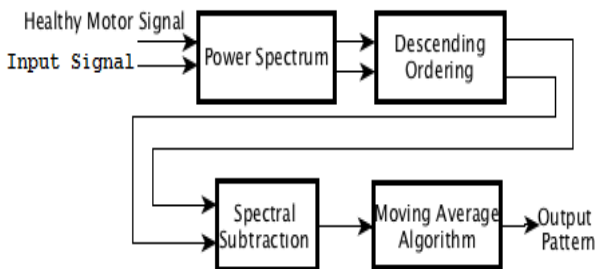 Healthy Motor Signal
Input Signal
Power Spectrum
Descending
Ordering
Spectral
Subtraction
Moving Average
Algorithm
Output
Pattern